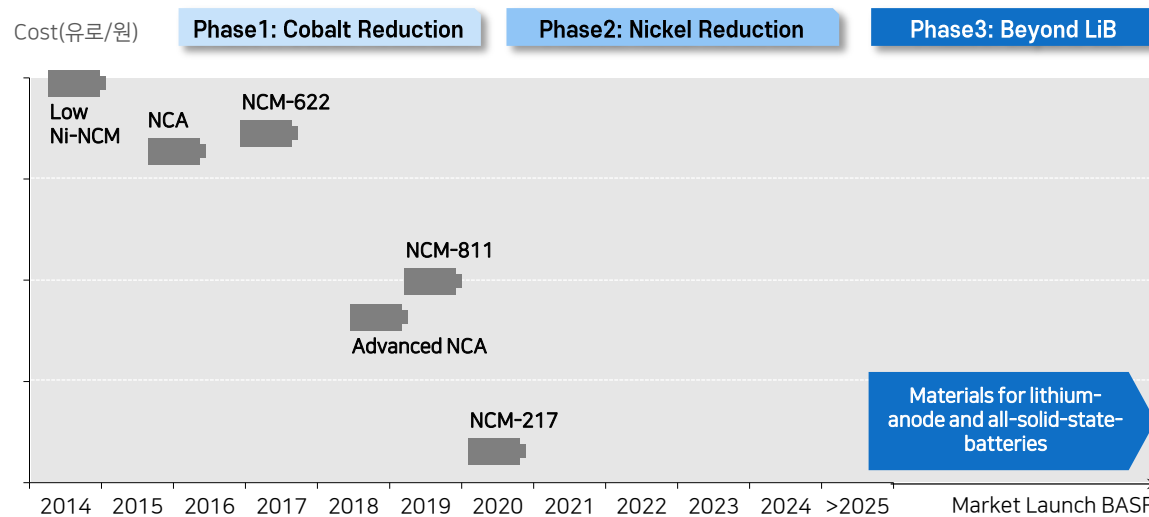 Cost(유로/원)
Phase1: Cobalt Reduction
Phase2: Nickel Reduction
Phase3: Beyond LiB
Low
Ni-NCM
NCA
NCM-622
NCM-811
Advanced NCA
NCM-217
Materials for lithium-
anode and all-solid-state-
batteries
2014 2015 2016 2017 2018 2019 2020 2021 2022 2023 2024 >2025 Market Launch BASF